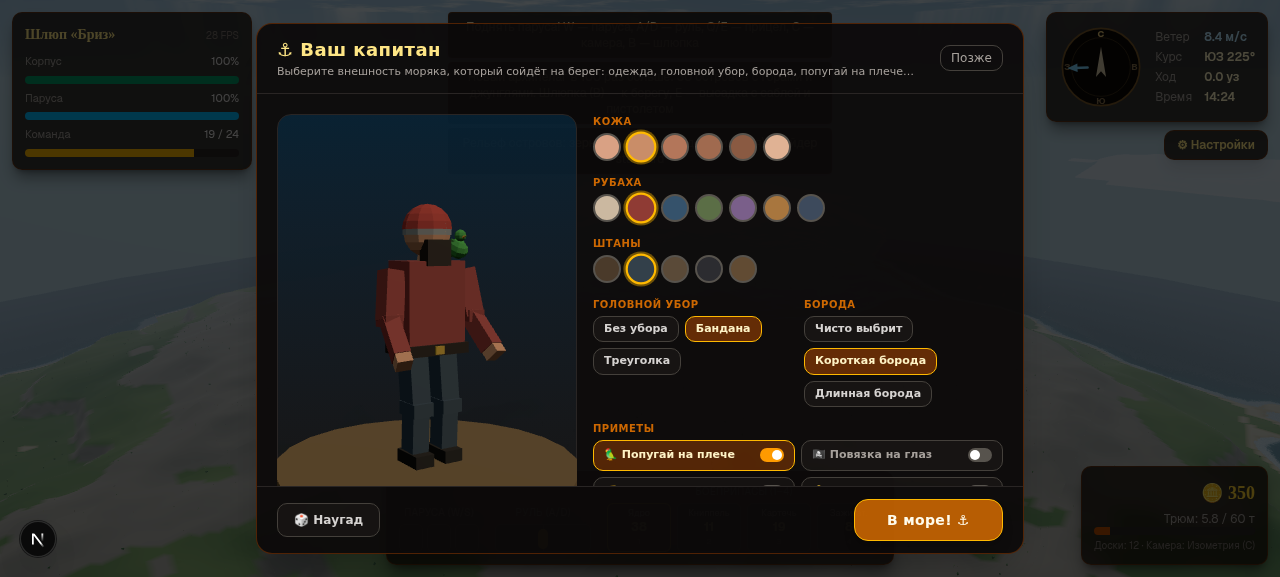 Шлюп «Бриз»
28 FPS
Корпус 100%
Паруса 100%
Команда 19 / 24
⚓ Ваш капитан
Выберите внешность моряка, который сойдёт на берег: одежда, головной убор, борода, попугай на плече…
Позже
КОЖА
РУБАХА
ШТАНЫ
ГОЛОВНОЙ УБОР
БОРОДА
Без убора
Бандана
Треуголка
Чисто выбрит
Короткая борода
Длинная борода
ПРИМЕТЫ
🦜 Попугай на плече
🏴‍☠️ Повязка на глаз
🎲 Наугад
В море! ⚓
С
В
Ю
З
Ветер 8.4 м/с
Курс ЮЗ 225°
Ход 0.0 уз
Время 14:24
⚙ Настройки
350
Трюм: 5.8 / 60 т
Доски: 12 · Камера: Изометрия (C)
N